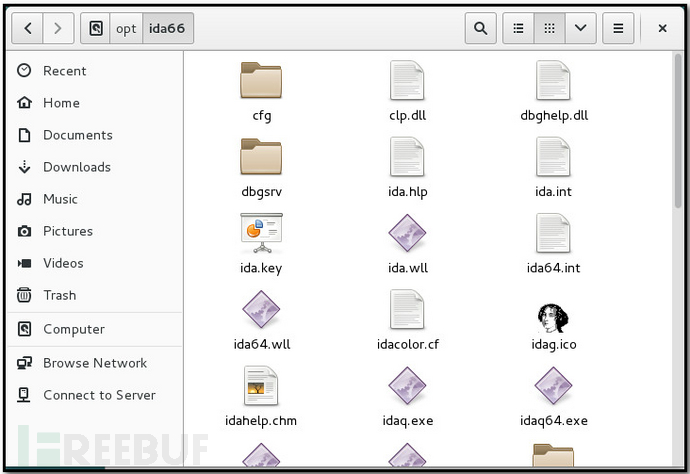 opt ida66
Recent
Home
Documents
Downloads
Music
Pictures
Videos
Trash
Computer
Browse Network
Connect to Server
cfg clp.dll dbghelp.dll
dbgsrv ida.hlp ida.int
ida.key ida.wll ida64.int
ida64.wll idacolor.cf idag.ico
idahelp.chm idaq.exe idaq64.exe
FREEBUF